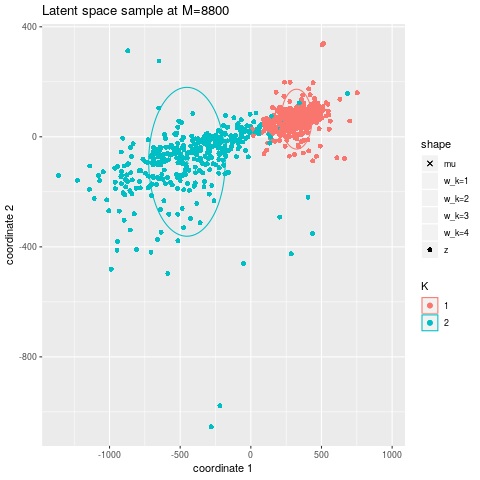 Latent space sample at M=8800
400
0
-400
-800
coordinate 2
-1000
-500
0
500
1000
coordinate 1
shape
mu
w_k=1
w_k=2
w_k=3
w_k=4
z
K
1
2